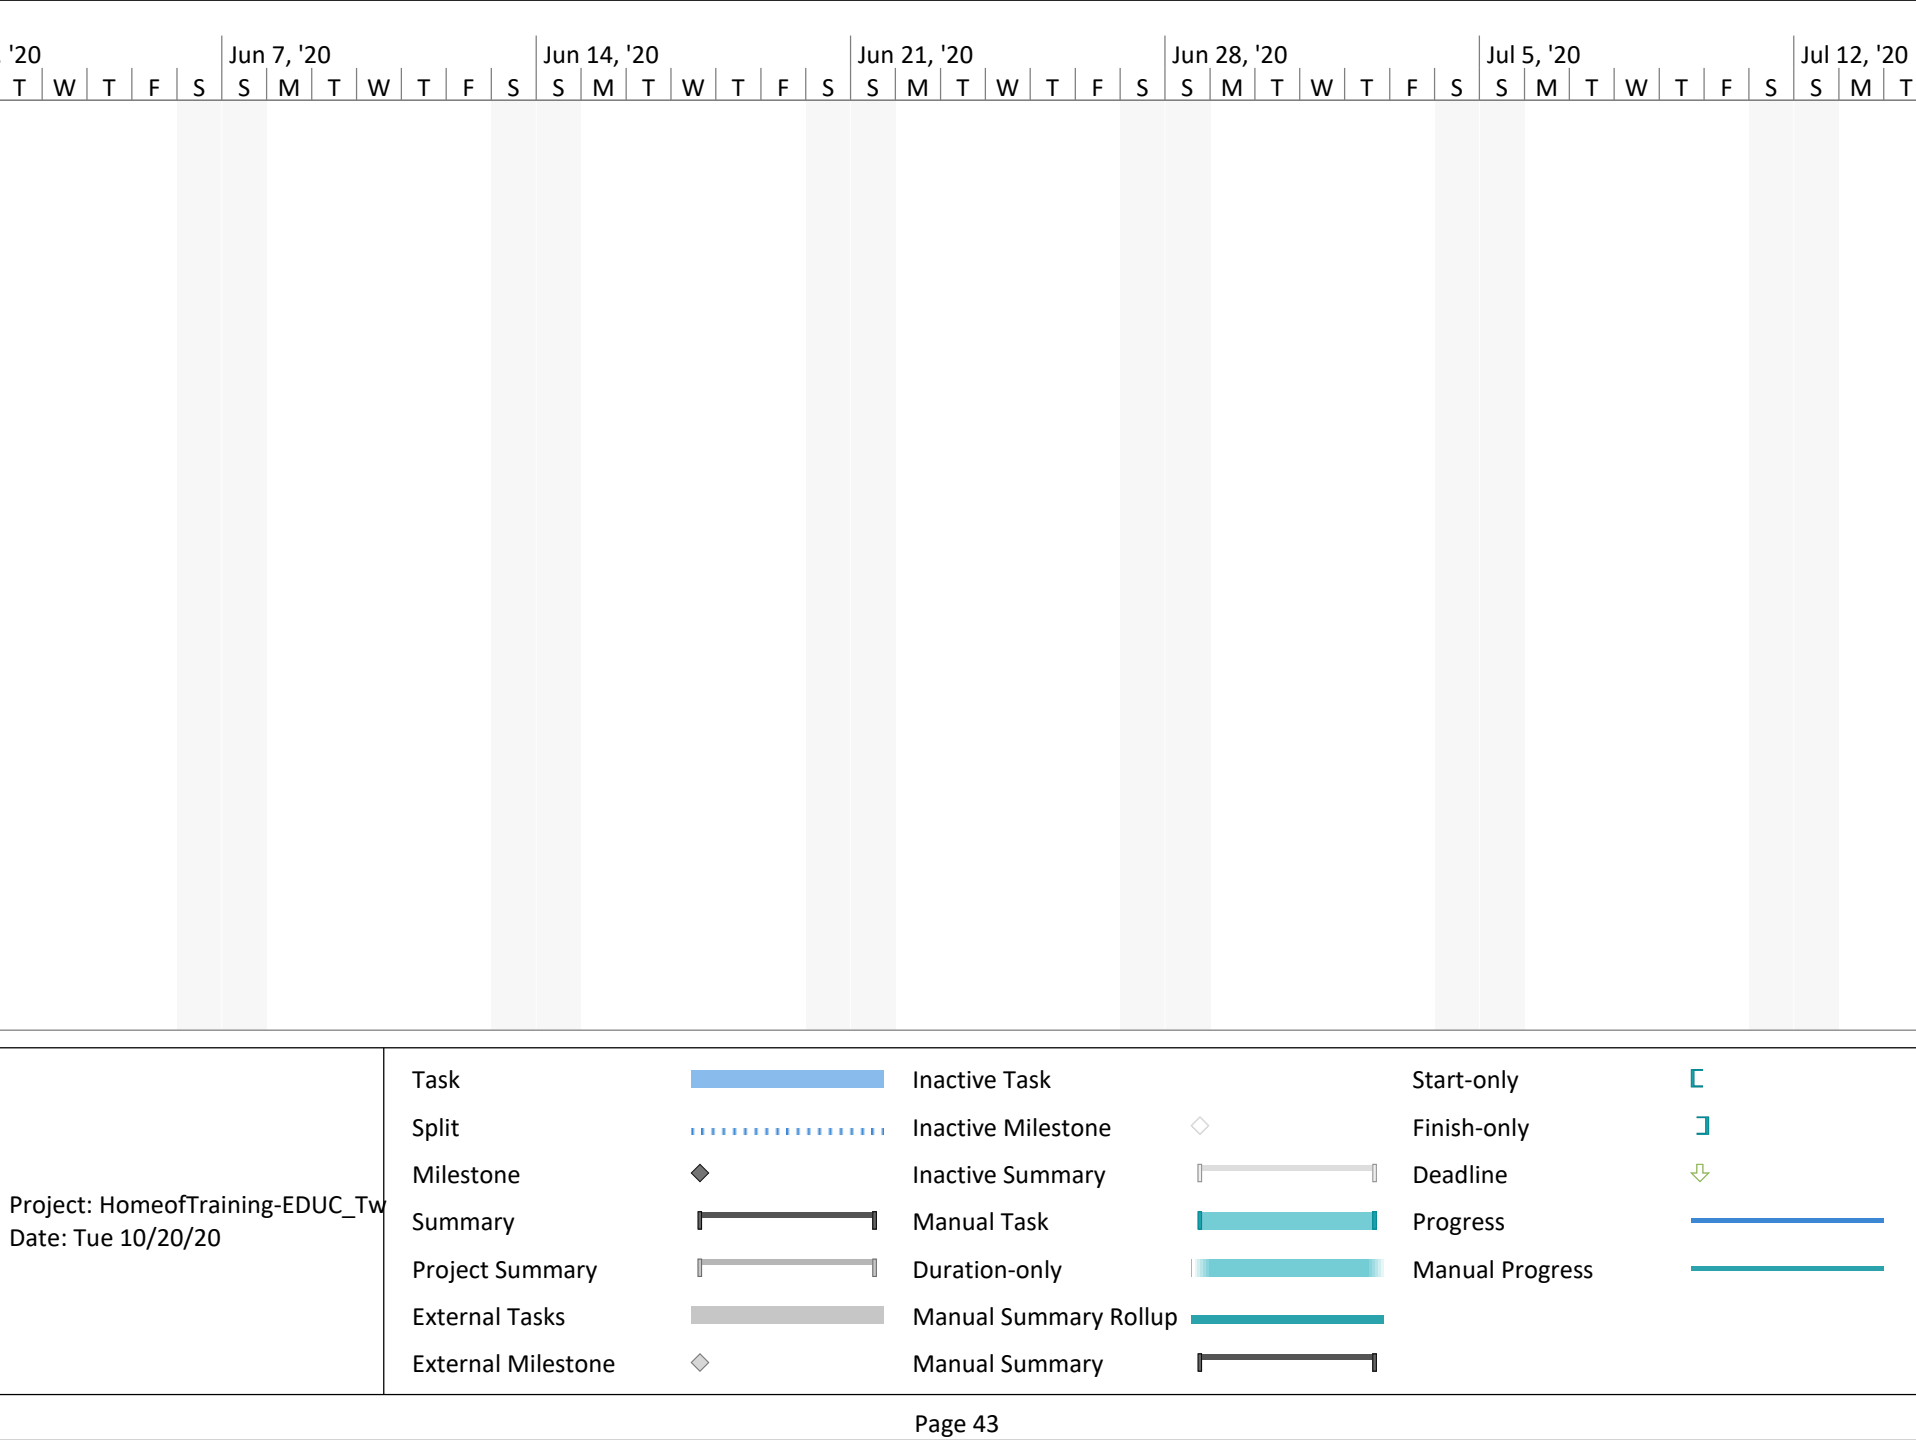 '20 Jun 7, '20 Jun 14, '20 Jun 21, '20 Jun 28, '20 Jul 5, '20 Jul 12, '20
T W T F S S M T W T F S S M T W T F S S M T W T F S S M T W T F S S M T W T F S S M T
Task Inactive Task Start-only
Split Inactive Milestone Finish-only
Milestone Inactive Summary Deadline
Project: HomeofTraining-EDUC_Tw
Summary Manual Task Progress
Date: Tue 10/20/20
Project Summary Duration-only Manual Progress
External Tasks Manual Summary Rollup
External Milestone Manual Summary
Page 43